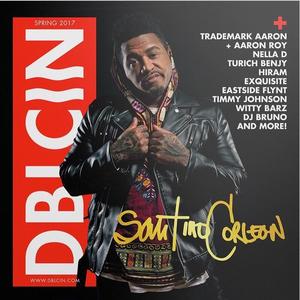 SPRING 2017
DBLCIN
WWW.DBLCIN.COM
+
TRADEMARK AARON
+ AARON ROY
NELLA D
TURICH BENJY
HIRAM
EXQUISITE
EASTSIDE FLYNT
TIMMY JOHNSON
WITTY BARZ
DJ BRUNO
AND MORE!
Santino Corleon